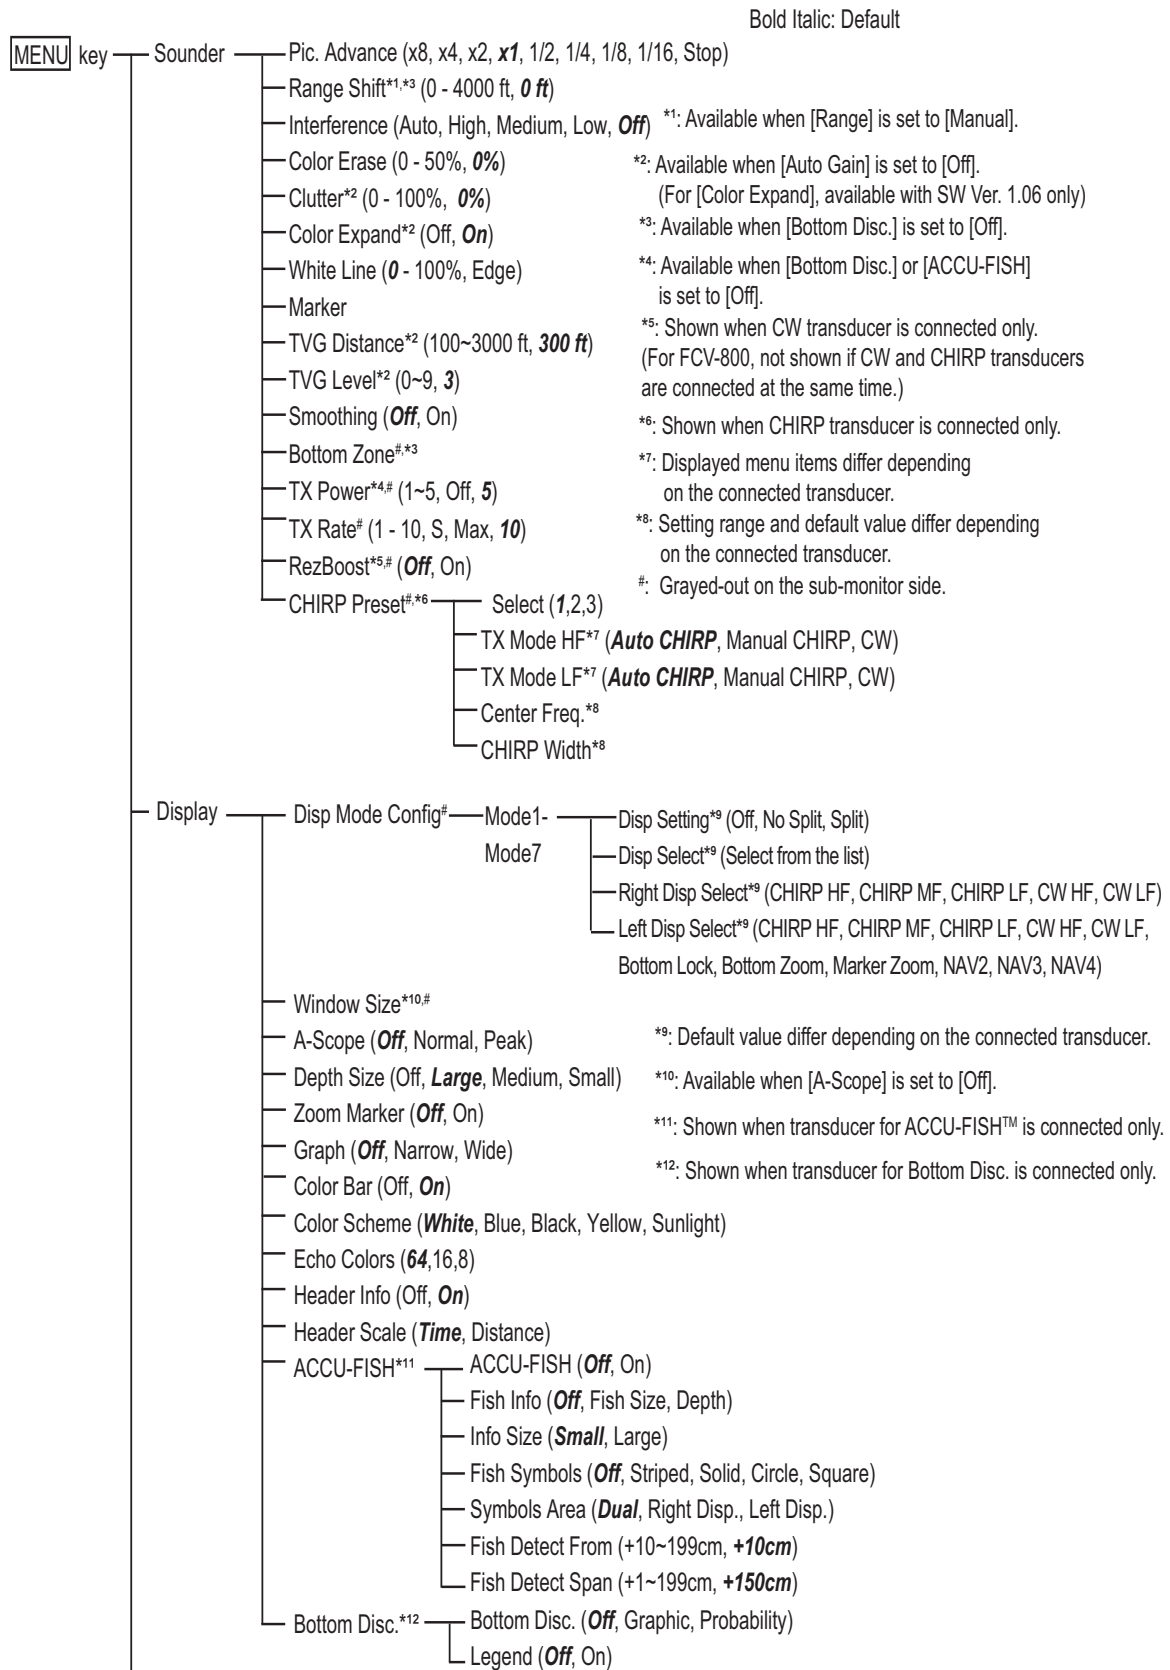 Bold Italic: Default
MENU key
Sounder
Pic. Advance (x8, x4, x2, x1, 1/2, 1/4, 1/8, 1/16, Stop)
Range Shift*1,*3 (0 - 4000 ft, 0 ft)
Interference (Auto, High, Medium, Low, Off)
Color Erase (0 - 50%, 0%)
Clutter*2 (0 - 100%, 0%)
Color Expand*2 (Off, On)
White Line (0 - 100%, Edge)
Marker
TVG Distance*2 (100~3000 ft, 300 ft)
TVG Level*2 (0~9, 3)
Smoothing (Off, On)
Bottom Zone#,*3
TX Power*4,# (1~5, Off, 5)
TX Rate# (1 - 10, S, Max, 10)
RezBoost*5,# (Off, On)
CHIRP Preset#,*6
Select (1,2,3)
TX Mode HF*7 (Auto CHIRP, Manual CHIRP, CW)
TX Mode LF*7 (Auto CHIRP, Manual CHIRP, CW)
Center Freq.*8
CHIRP Width*8
*1: Available when [Range] is set to [Manual].
*2: Available when [Auto Gain] is set to [Off].
(For [Color Expand], available with SW Ver. 1.06 only)
*3: Available when [Bottom Disc.] is set to [Off].
*4: Available when [Bottom Disc.] or [ACCU-FISH]
is set to [Off].
*5: Shown when CW transducer is connected only.
(For FCV-800, not shown if CW and CHIRP transducers
are connected at the same time.)
*6: Shown when CHIRP transducer is connected only.
*7: Displayed menu items differ depending
on the connected transducer.
*8: Setting range and default value differ depending
on the connected transducer.
#: Grayed-out on the sub-monitor side.
Display
Disp Mode Config#
Mode1-
Mode7
Disp Setting*9 (Off, No Split, Split)
Disp Select*9 (Select from the list)
Right Disp Select*9 (CHIRP HF, CHIRP MF, CHIRP LF, CW HF, CW LF)
Left Disp Select*9 (CHIRP HF, CHIRP MF, CHIRP LF, CW HF, CW LF,
Bottom Lock, Bottom Zoom, Marker Zoom, NAV2, NAV3, NAV4)
Window Size*10,#
A-Scope (Off, Normal, Peak)
Depth Size (Off, Large, Medium, Small)
Zoom Marker (Off, On)
Graph (Off, Narrow, Wide)
Color Bar (Off, On)
Color Scheme (White, Blue, Black, Yellow, Sunlight)
Echo Colors (64,16,8)
Header Info (Off, On)
Header Scale (Time, Distance)
*9: Default value differ depending on the connected transducer.
*10: Available when [A-Scope] is set to [Off].
*11: Shown when transducer for ACCU-FISH™ is connected only.
*12: Shown when transducer for Bottom Disc. is connected only.
ACCU-FISH*11
ACCU-FISH (Off, On)
Fish Info (Off, Fish Size, Depth)
Info Size (Small, Large)
Fish Symbols (Off, Striped, Solid, Circle, Square)
Symbols Area (Dual, Right Disp., Left Disp.)
Fish Detect From (+10~199cm, +10cm)
Fish Detect Span (+1~199cm, +150cm)
Bottom Disc.*12
Bottom Disc. (Off, Graphic, Probability)
Legend (Off, On)